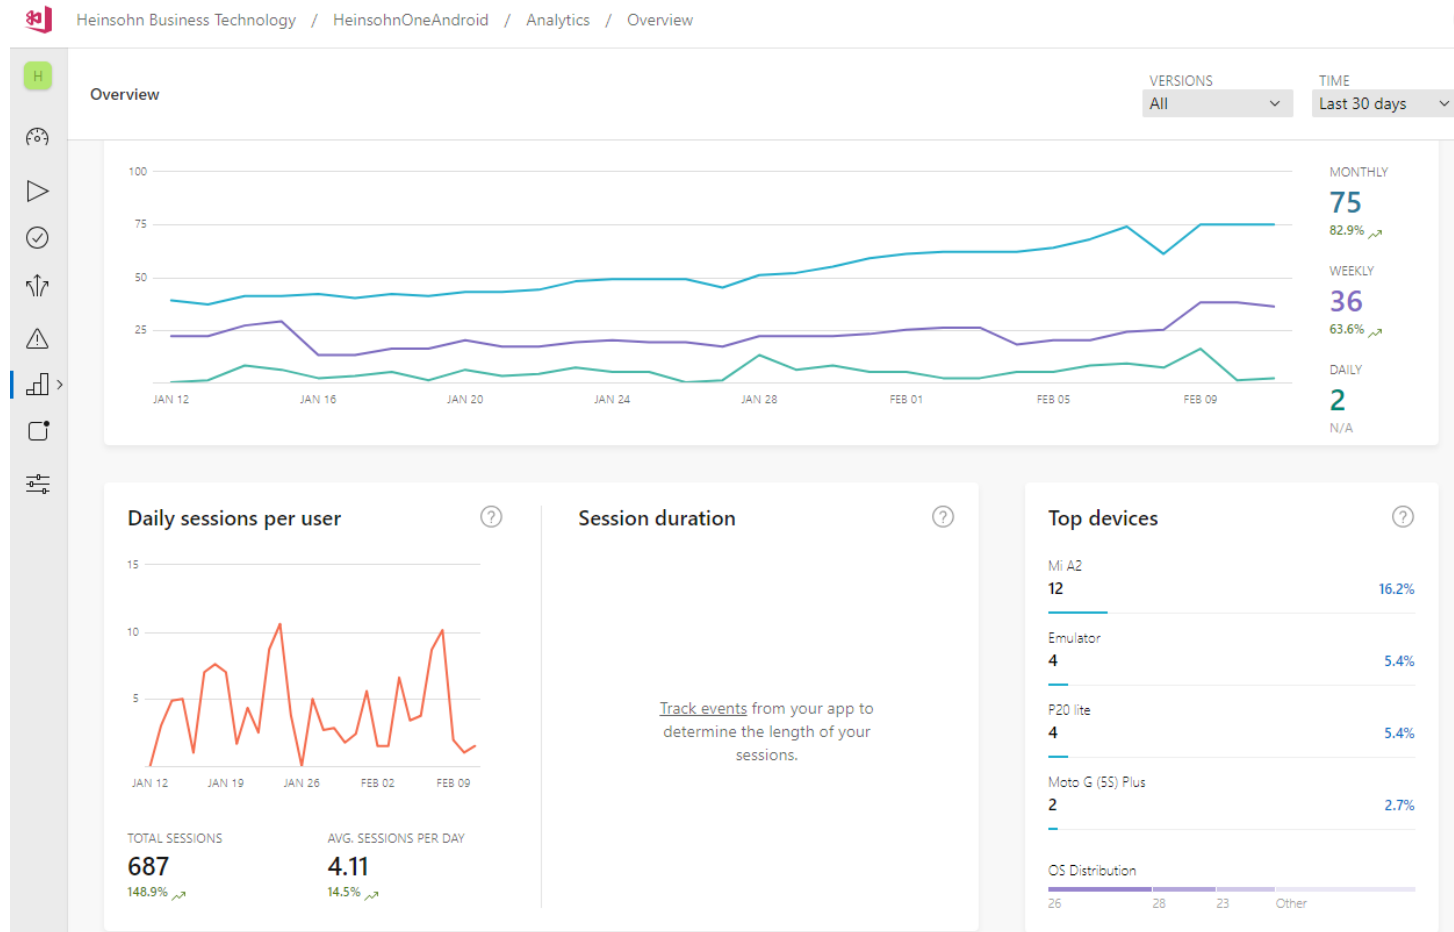 Heinsohn Business Technology / HeinsohnOneAndroid / Analytics / Overview
H
Overview
VERSIONS
All
TIME
Last 30 days
100
75
50
25
JAN 12 JAN 16 JAN 20 JAN 24 JAN 28 FEB 01 FEB 05 FEB 09
MONTHLY
75
82.9%
WEEKLY
36
63.6%
DAILY
2
N/A
Daily sessions per user ?
15
10
5
JAN 12 JAN 19 JAN 26 FEB 02 FEB 09
TOTAL SESSIONS
687
148.9%
AVG. SESSIONS PER DAY
4.11
14.5%
Session duration ?
Track events from your app to
determine the length of your
sessions.
Top devices ?
Mi A2
12 16.2%
Emulator
4 5.4%
P20 lite
4 5.4%
Moto G (5S) Plus
2 2.7%
OS Distribution
26 28 23 Other